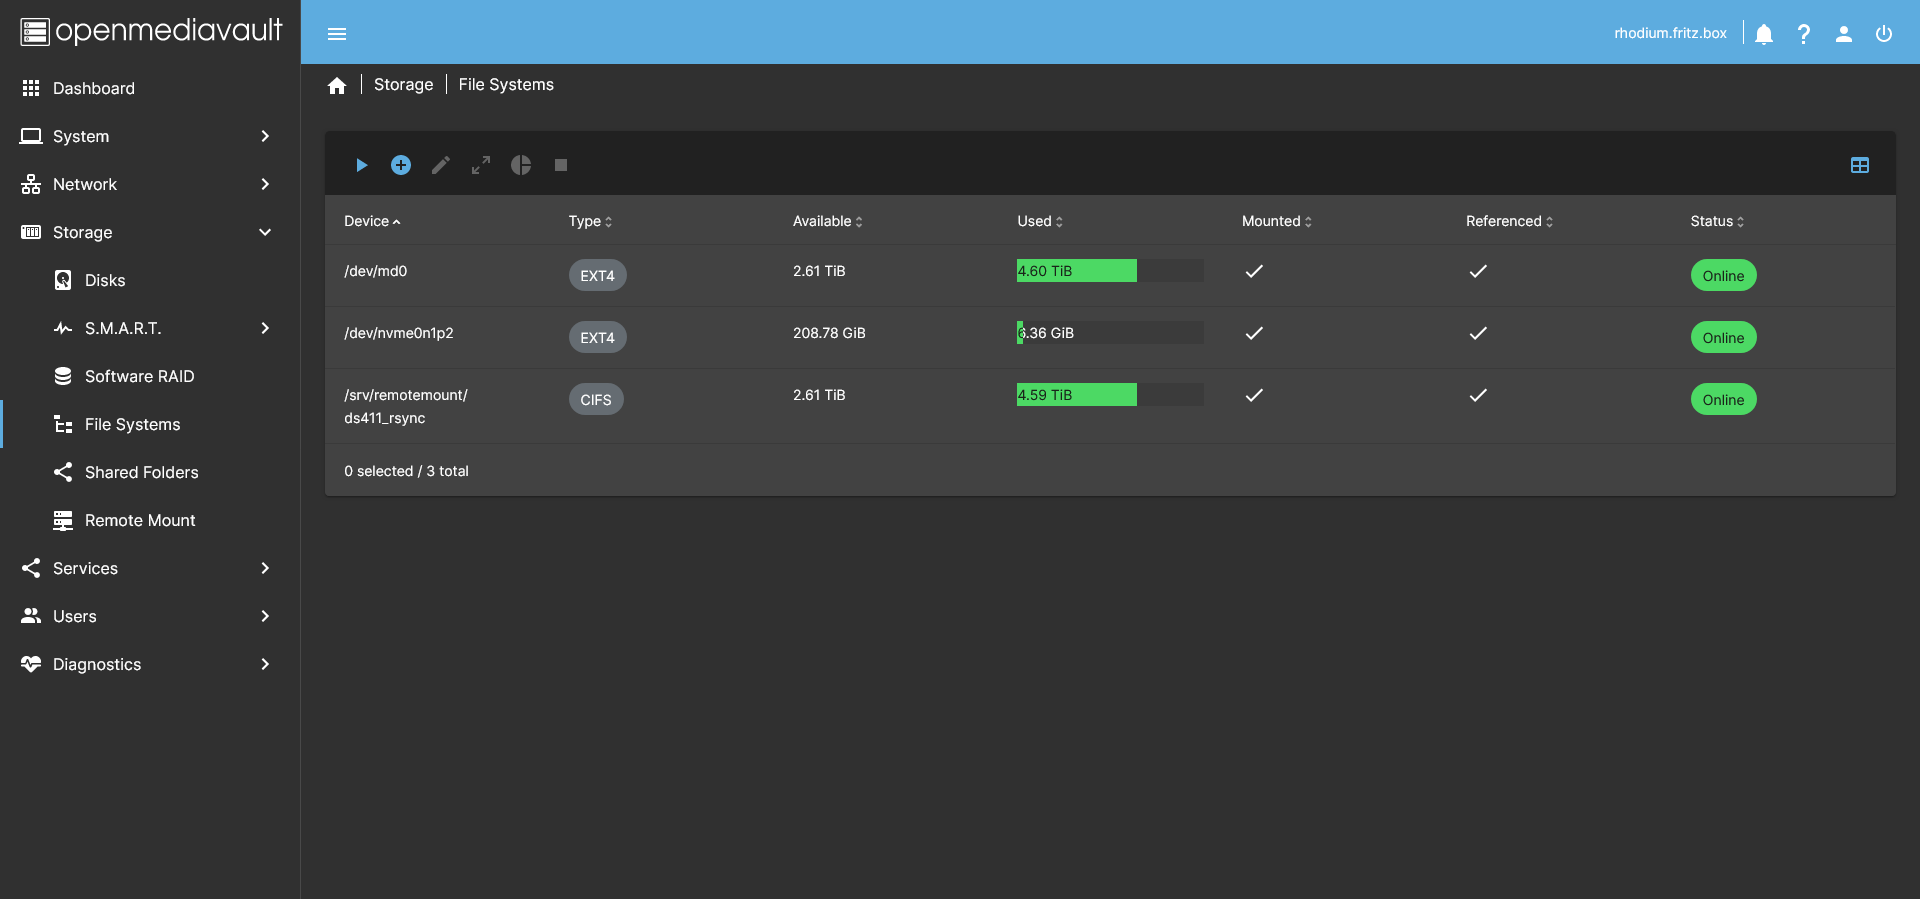 openmediavault
rhodium.fritz.box
Dashboard
System
Network
Storage
Disks
S.M.A.R.T.
Software RAID
File Systems
Shared Folders
Remote Mount
Services
Users
Diagnostics
Storage File Systems
Device Type Available Used Mounted Referenced Status
/dev/md0 EXT4 2.61 TiB 4.60 TiB Online
/dev/nvme0n1p2 EXT4 208.78 GiB 6.36 GiB Online
/srv/remotemount/ CIFS 2.61 TiB 4.59 TiB Online
ds411_rsync
0 selected / 3 total